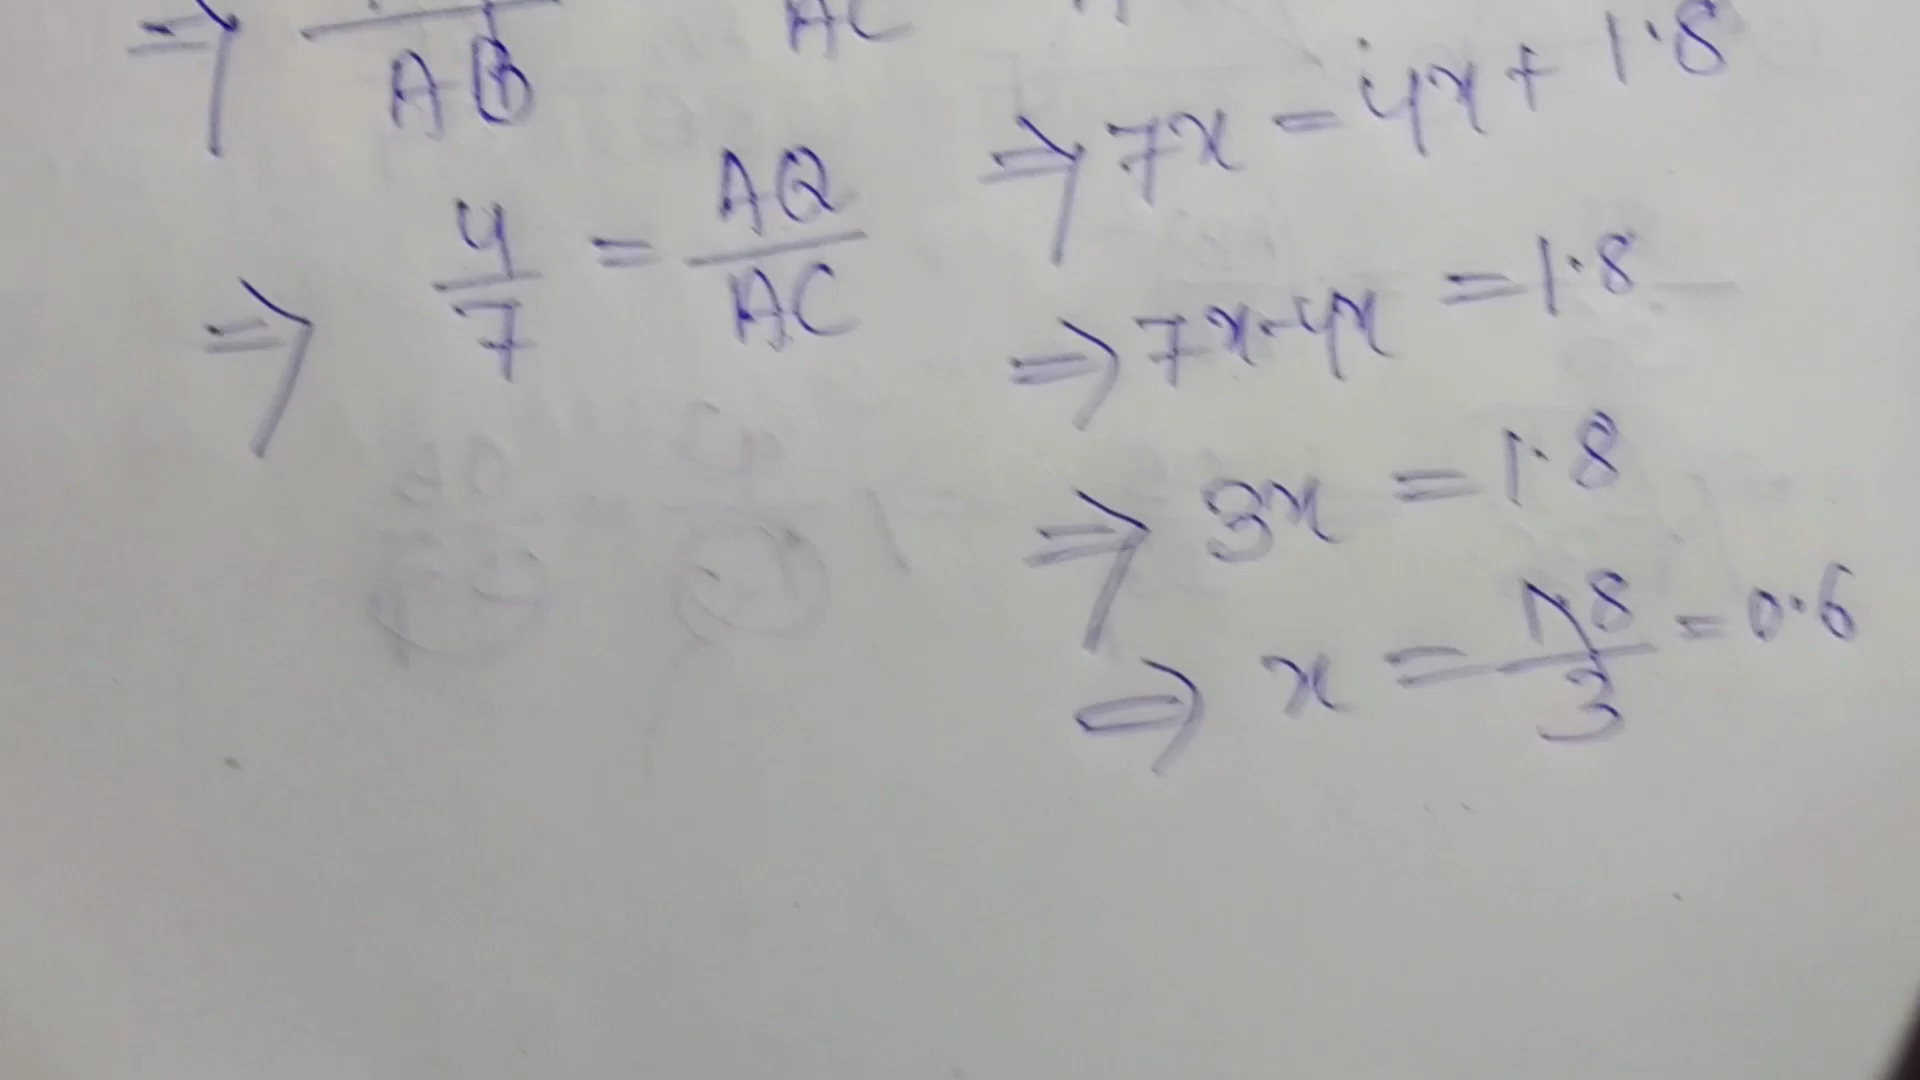 ⇒ AB AC
⇒ 4/7 = AQ/AC
⇒ 7x = 4x + 1.8
⇒ 7x-4x = 1.8
⇒ 3x = 1.8
⇒ x = 1.8/3 = 0.6